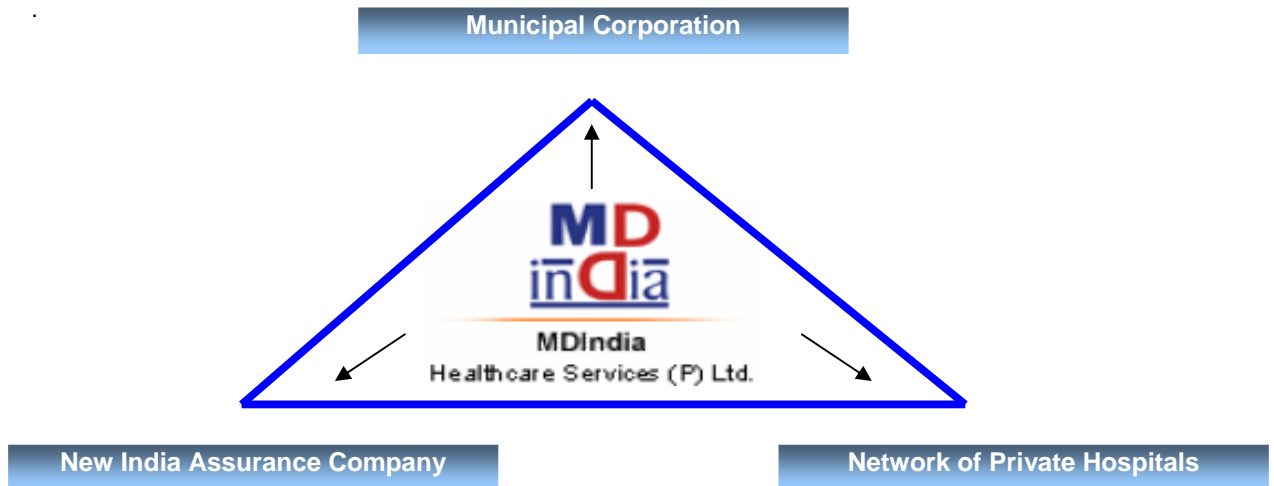 .
Municipal Corporation
MD
inDia
MDIndia
Healthcare Services (P) Ltd.
New India Assurance Company
Network of Private Hospitals